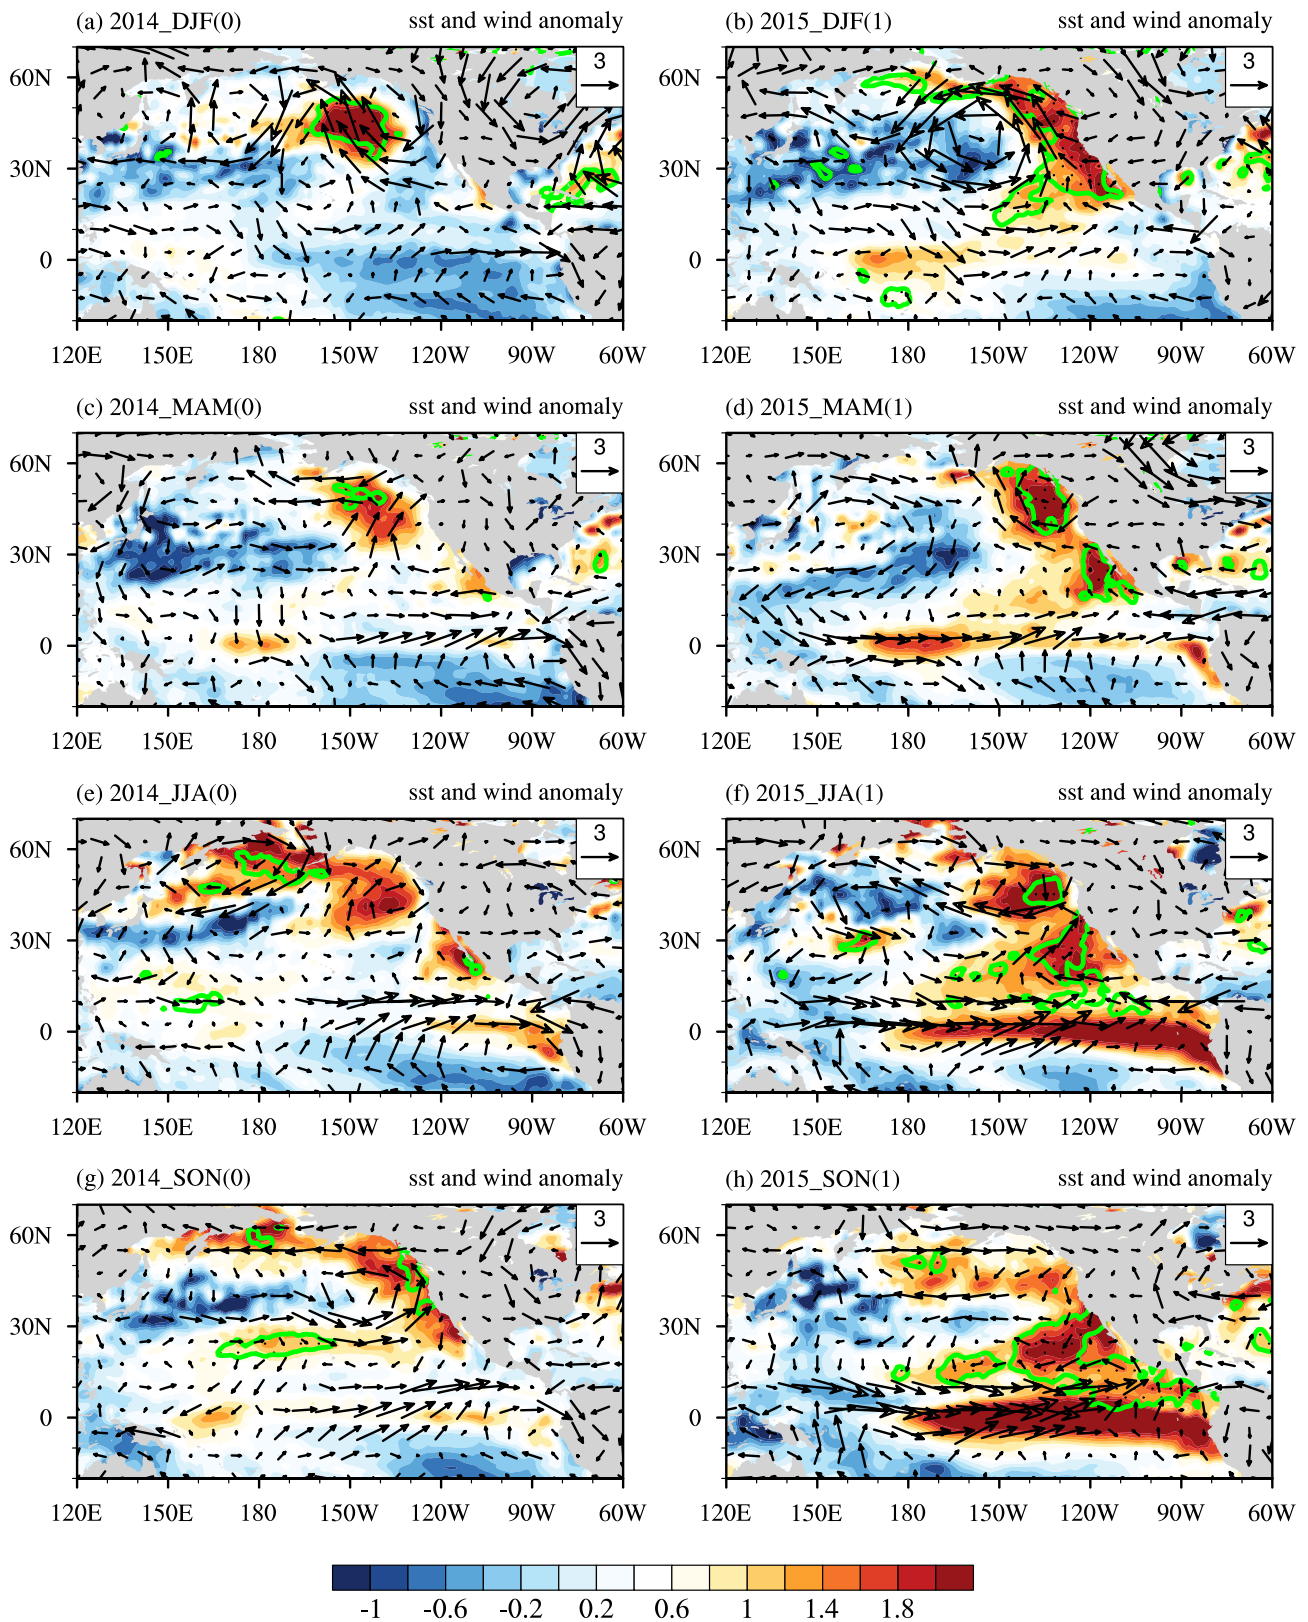 (a) 2014_DJF(0) sst and wind anomaly
(b) 2015_DJF(1) sst and wind anomaly
3
3
60N
60N
30N
30N
0
0
120E 150E 180 150W 120W 90W 60W
120E 150E 180 150W 120W 90W 60W
(c) 2014_MAM(0) sst and wind anomaly
(d) 2015_MAM(1) sst and wind anomaly
3
3
60N
60N
30N
30N
0
0
120E 150E 180 150W 120W 90W 60W
120E 150E 180 150W 120W 90W 60W
(e) 2014_JJA(0) sst and wind anomaly
(f) 2015_JJA(1) sst and wind anomaly
3
3
60N
60N
30N
30N
0
0
120E 150E 180 150W 120W 90W 60W
120E 150E 180 150W 120W 90W 60W
(g) 2014_SON(0) sst and wind anomaly
(h) 2015_SON(1) sst and wind anomaly
3
3
60N
60N
30N
30N
0
0
120E 150E 180 150W 120W 90W 60W
120E 150E 180 150W 120W 90W 60W
-1 -0.6 -0.2 0.2 0.6 1 1.4 1.8